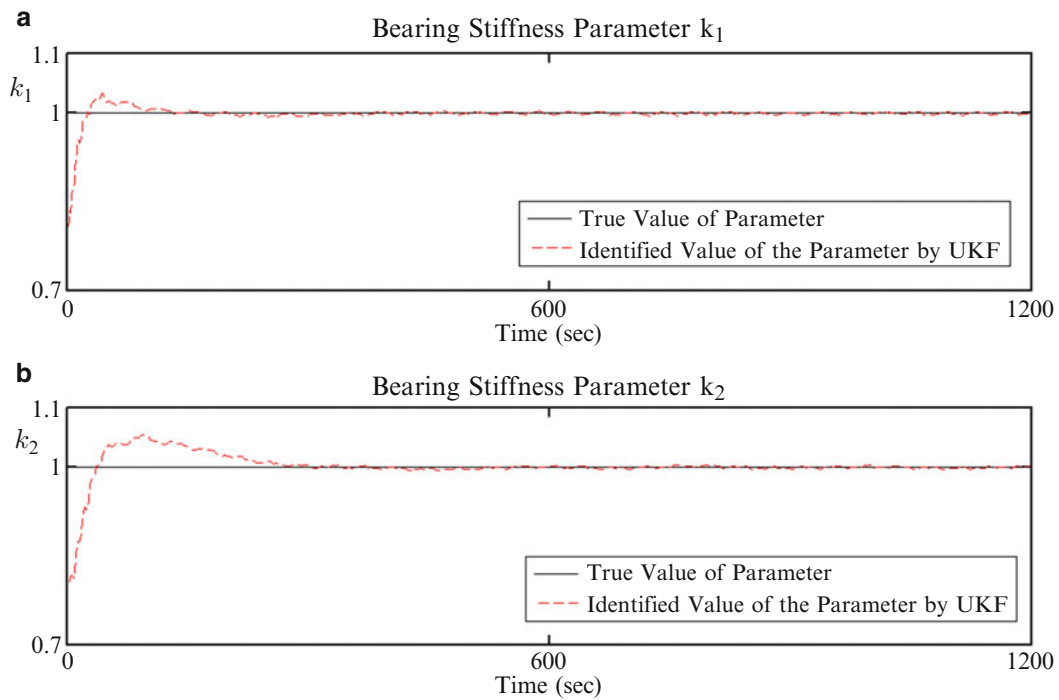 a
Bearing Stiffness Parameter k₁
1.1
k₁
1
True Value of Parameter
Identified Value of the Parameter by UKF
0.7
0
600
1200
Time (sec)
b
Bearing Stiffness Parameter k₂
1.1
k₂
1
True Value of Parameter
Identified Value of the Parameter by UKF
0.7
0
600
1200
Time (sec)